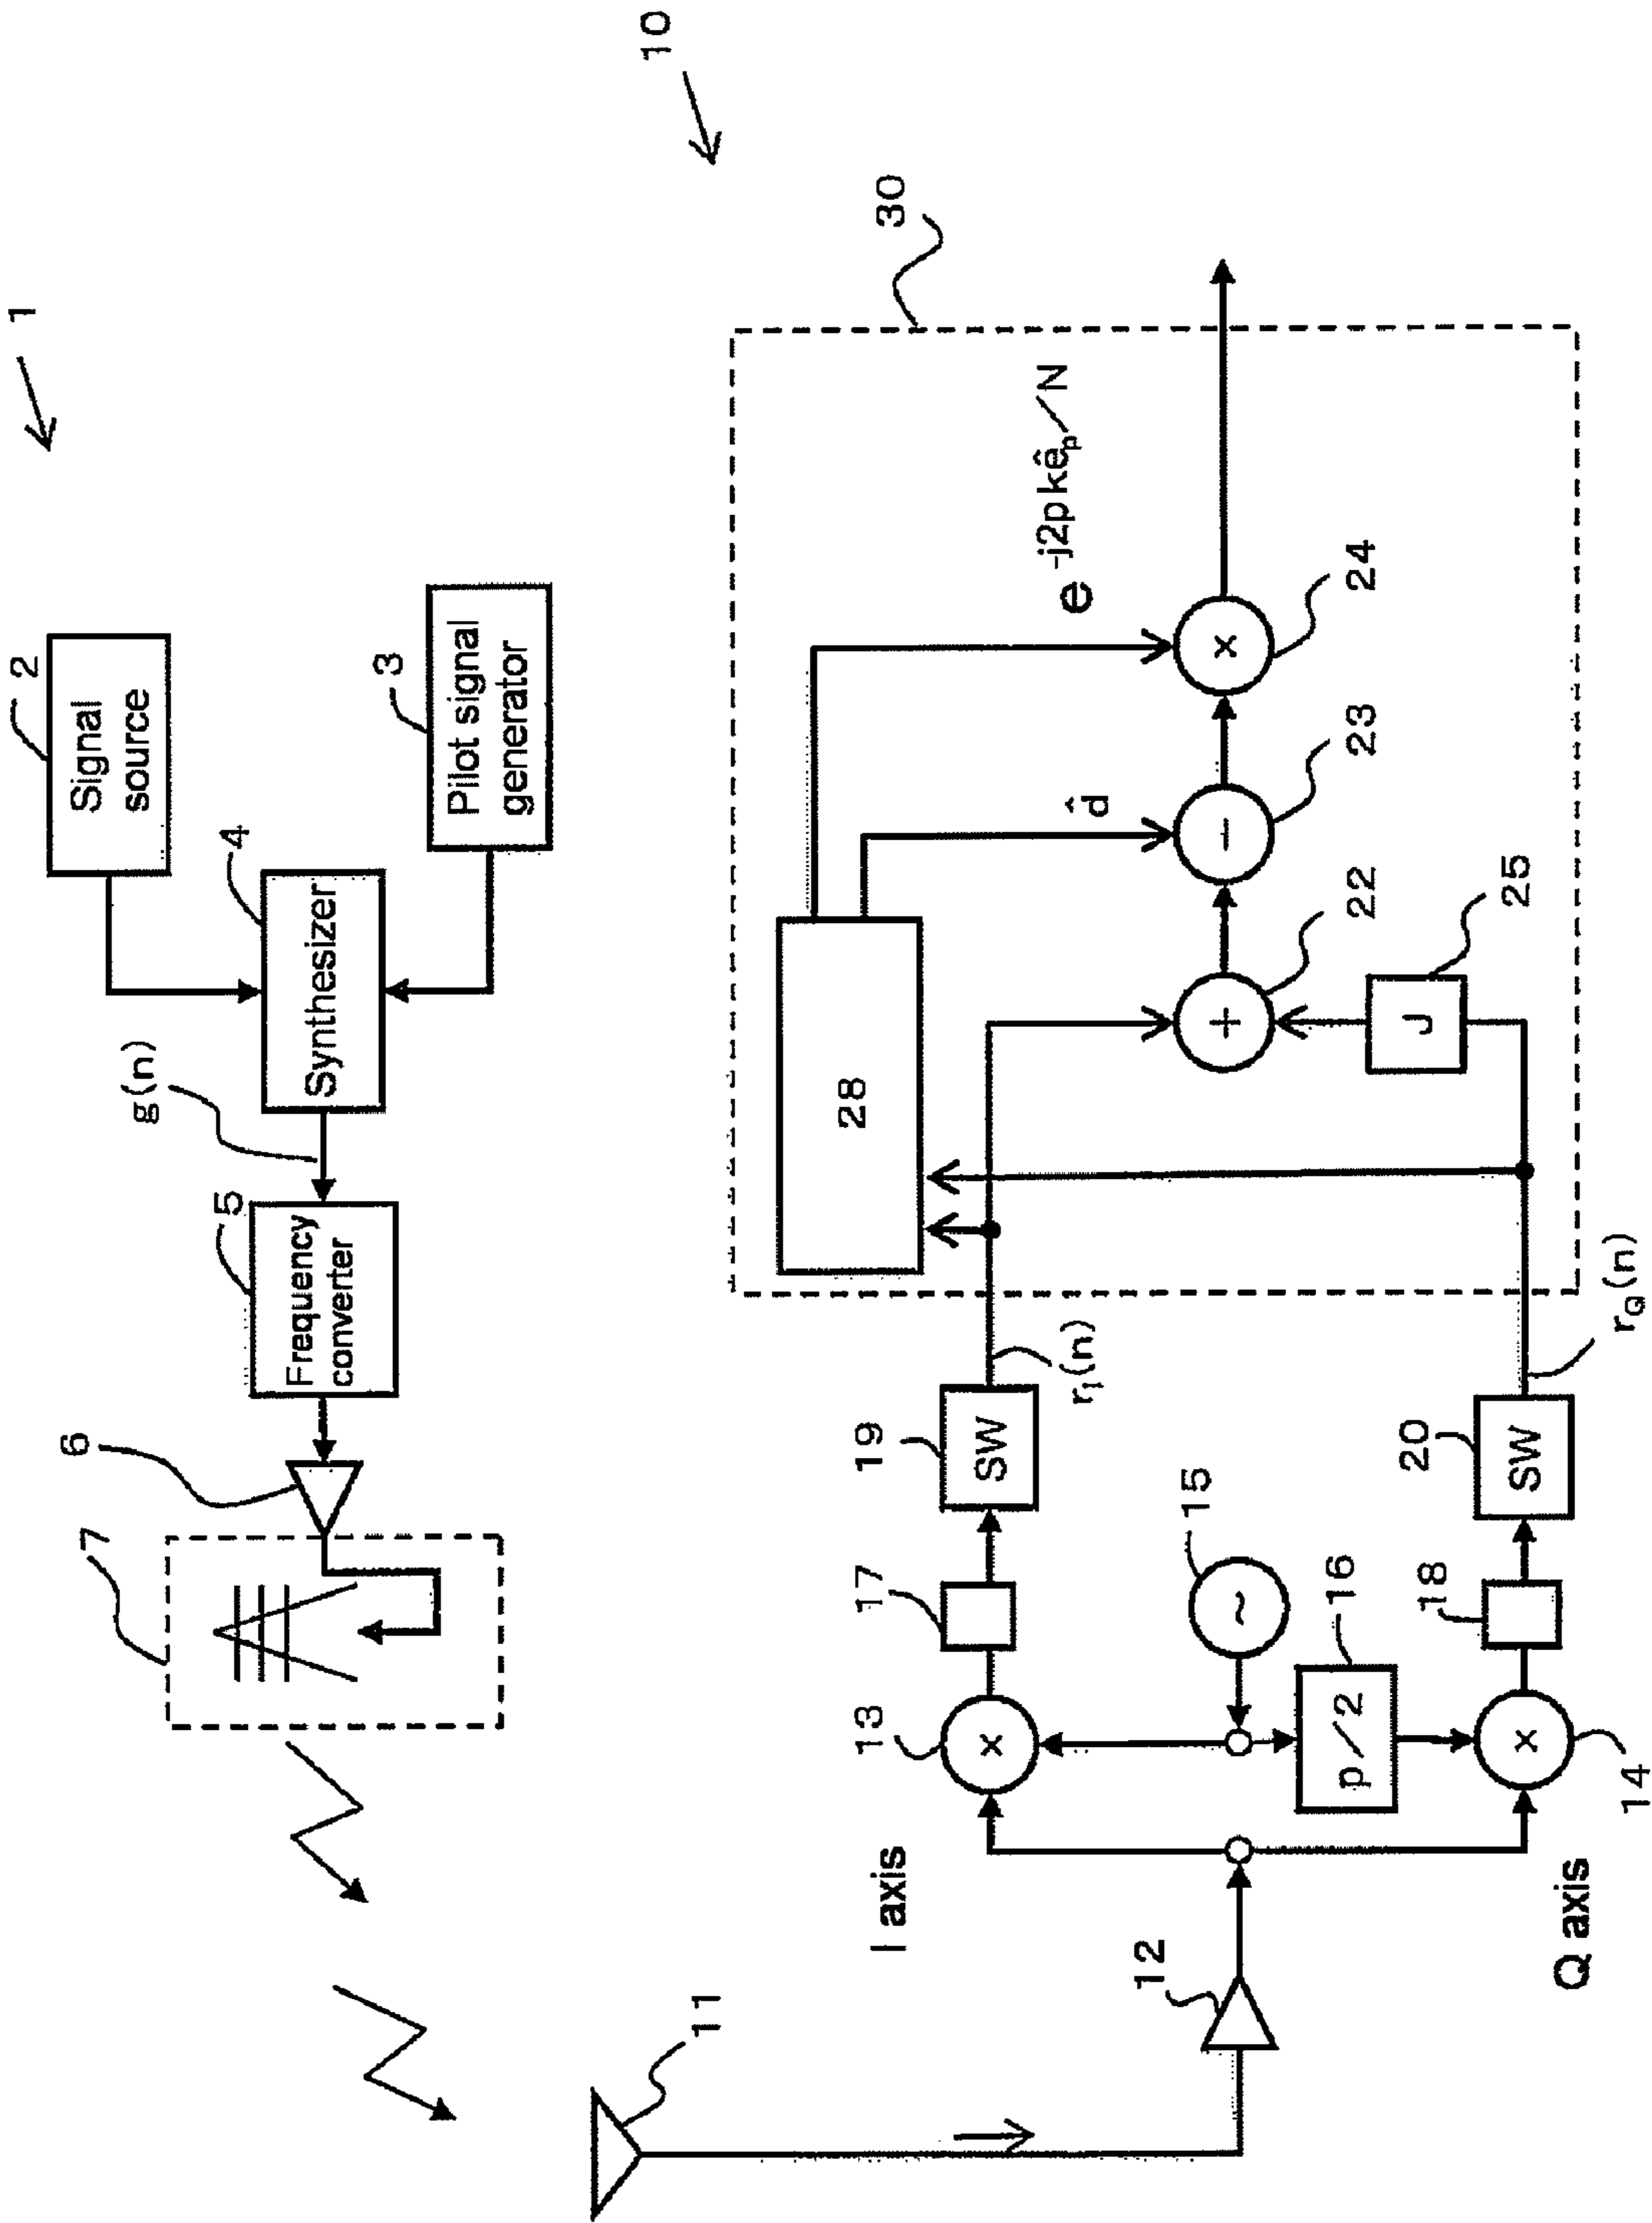 1
2
Signal
source
3
Pilot signal
generator
4
Synthesizer
g(n)
5
Frequency
converter
6
7
10
11
12
I axis
Q axis
13
14
15
p/2
16
17
18
19
SW
20
SW
r_I(n)
r_Q(n)
30
28
+
22
J
25
d̂
−
23
e^-j2pkê_p/N
×
24
×
×
~